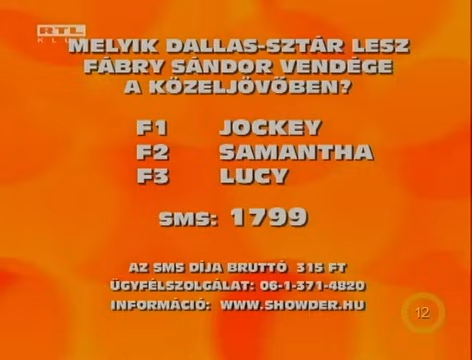 RTL
KLUB
MELYIK DALLAS-SZTÁR LESZ
FÁBRY SÁNDOR VENDÉGE
A KÖZELJÖVŐBEN?
F1 JOCKEY
F2 SAMANTHA
F3 LUCY
SMS: 1799
AZ SMS DÍJA BRUTTÓ 315 FT
ÜGYFÉLSZOLGÁLAT: 06-1-371-4820
INFORMÁCIÓ: WWW.SHOWDER.HU
12